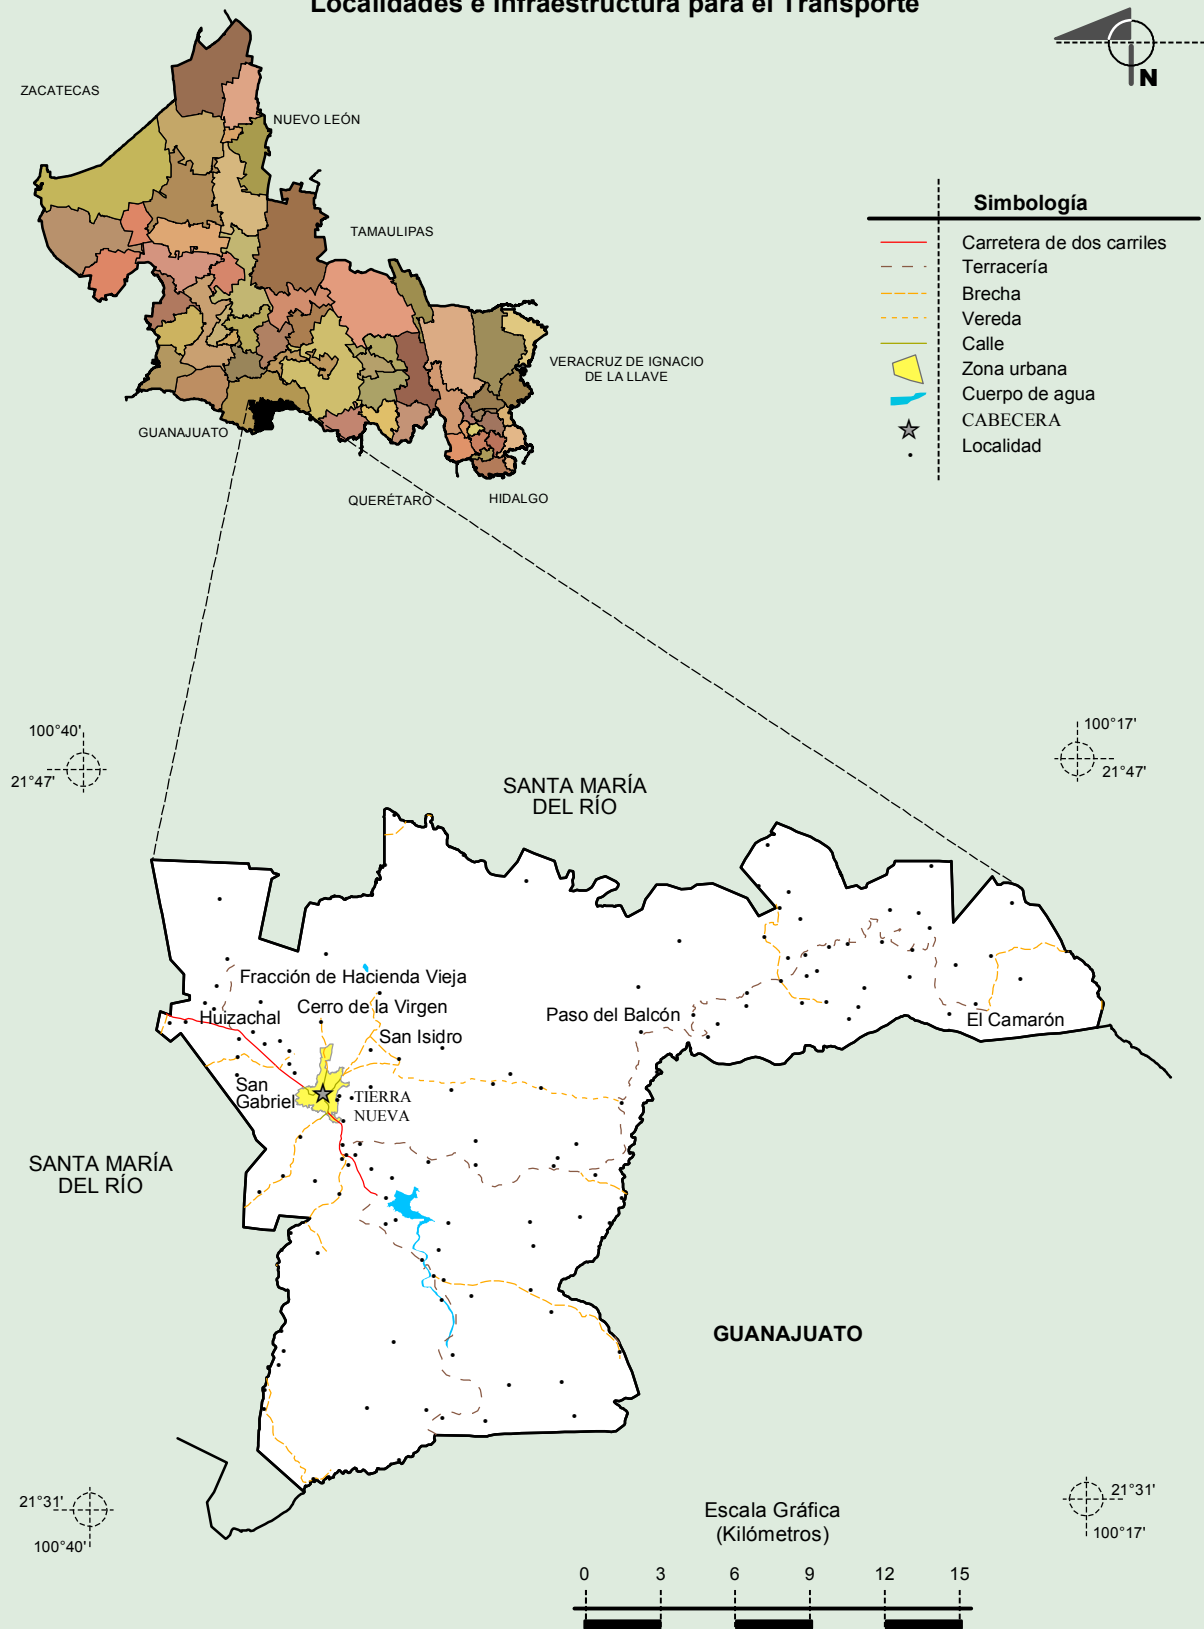 Localidades e Infraestructura para el Transporte
N
ZACATECAS
NUEVO LEÓN
TAMAULIPAS
VERACRUZ DE IGNACIO
DE LA LLAVE
GUANAJUATO
QUERÉTARO
HIDALGO
Simbología
Carretera de dos carriles
Terracería
Brecha
Vereda
Calle
Zona urbana
Cuerpo de agua
CABECERA
Localidad
100°40'
21°47'
100°17'
21°47'
SANTA MARÍA
DEL RÍO
Fracción de Hacienda Vieja
Huizachal
Cerro de la Virgen
San Isidro
Paso del Balcón
El Camarón
San
Gabriel
TIERRA
NUEVA
SANTA MARÍA
DEL RÍO
GUANAJUATO
21°31'
100°40'
21°31'
100°17'
Escala Gráfica
(Kilómetros)
0 3 6 9 12 15